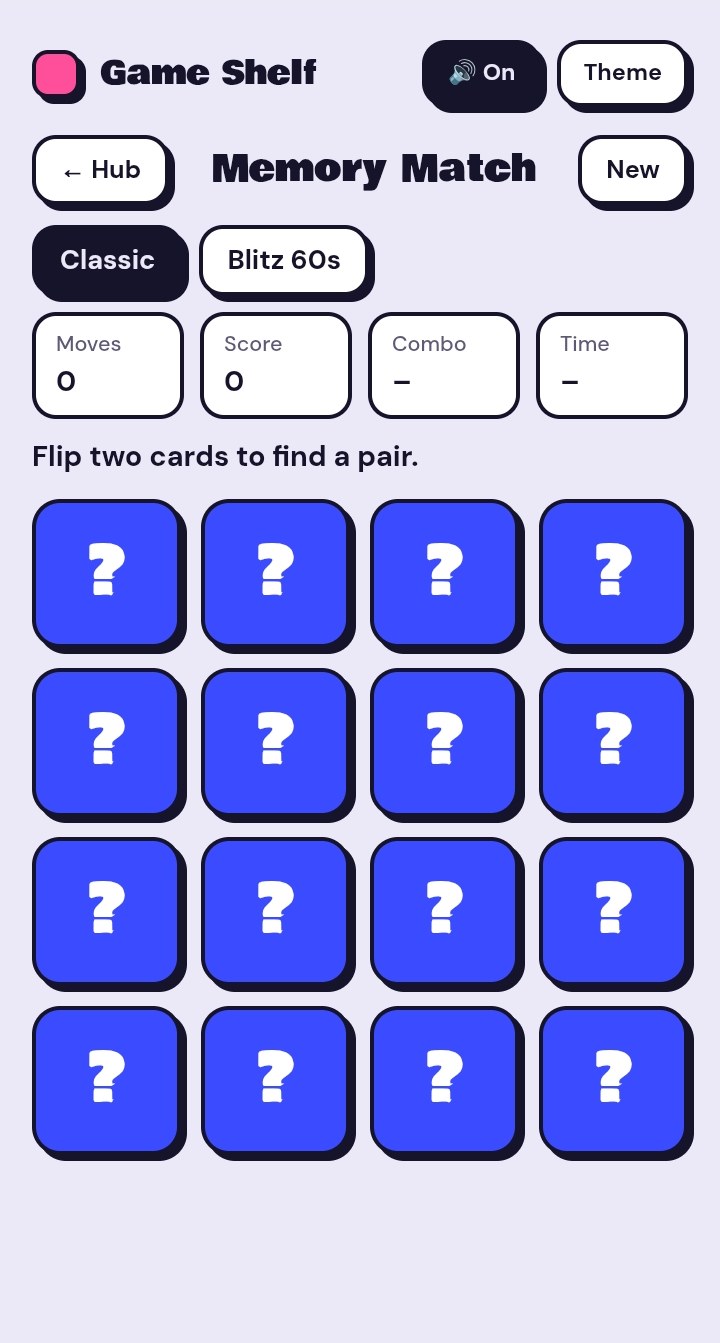 Game Shelf
🔊 On
Theme
← Hub
Memory Match
New
Classic
Blitz 60s
Moves
0
Score
0
Combo
–
Time
–
Flip two cards to find a pair.
? ? ? ?
? ? ? ?
? ? ? ?
? ? ? ?